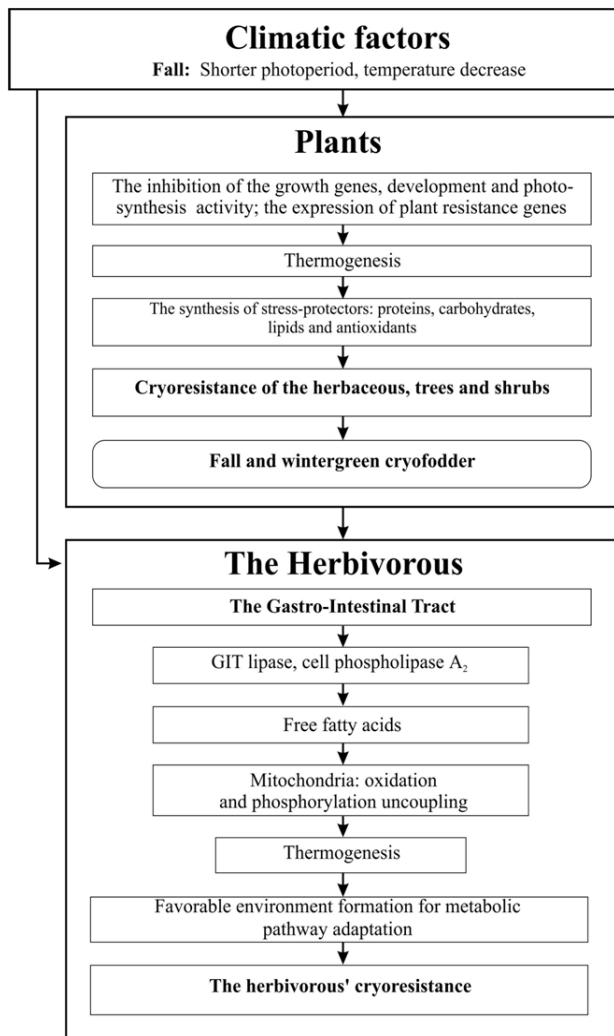 Climatic factors
Fall: Shorter photoperiod, temperature decrease
Plants
The inhibition of the growth genes, development and photo-
synthesis activity; the expression of plant resistance genes
Thermogenesis
The synthesis of stress-protectors: proteins, carbohydrates,
lipids and antioxidants
Cryoresistance of the herbaceous, trees and shrubs
Fall and wintergreen cryofodder
The Herbivorous
The Gastro-Intestinal Tract
GIT lipase, cell phospholipase A₂
Free fatty acids
Mitochondria: oxidation
and phosphorylation uncoupling
Thermogenesis
Favorable environment formation for metabolic
pathway adaptation
The herbivorous' cryoresistance